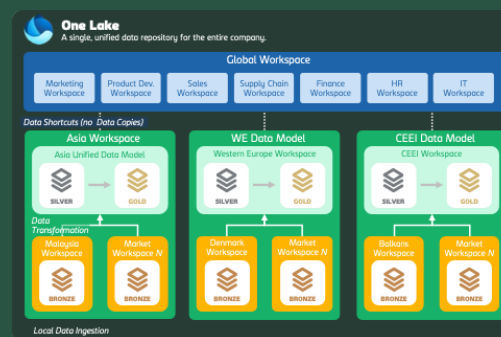 One Lake
A single, unified data repository for the entire company.
Global Workspace
Marketing
Workspace
Product Dev.
Workspace
Sales
Workspace
Supply Chain
Workspace
Finance
Workspace
HR
Workspace
IT
Workspace
Data Shortcuts (no Data Copies)
Asia Workspace
Asia Unified Data Model
SILVER
GOLD
WE Data Model
Western Europe Workspace
SILVER
GOLD
CEEI Data Model
CEEI Workspace
SILVER
GOLD
Data
Transformation
Malaysia
Workspace
BRONZE
Market
Workspace N
BRONZE
Denmark
Workspace
BRONZE
Market
Workspace N
BRONZE
Balkans
Workspace
BRONZE
Market
Workspace N
BRONZE
Local Data Ingestion